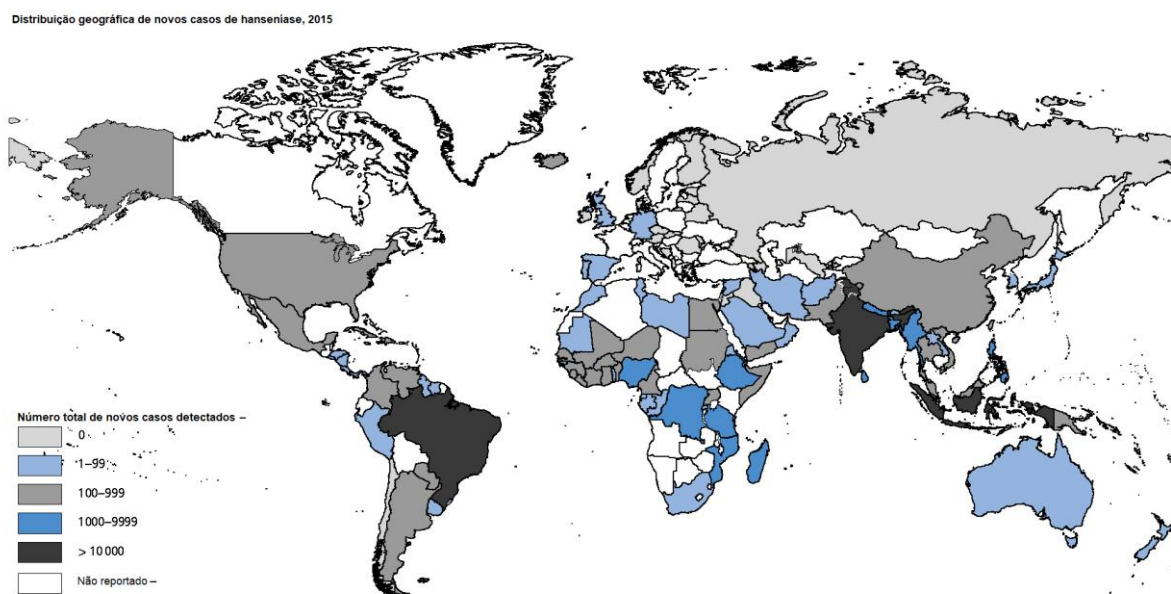 Distribuição geográfica de novos casos de hanseníase, 2015
Número total de novos casos detectados –
0
1–99
100–999
1000–9999
> 10 000
Não reportado –